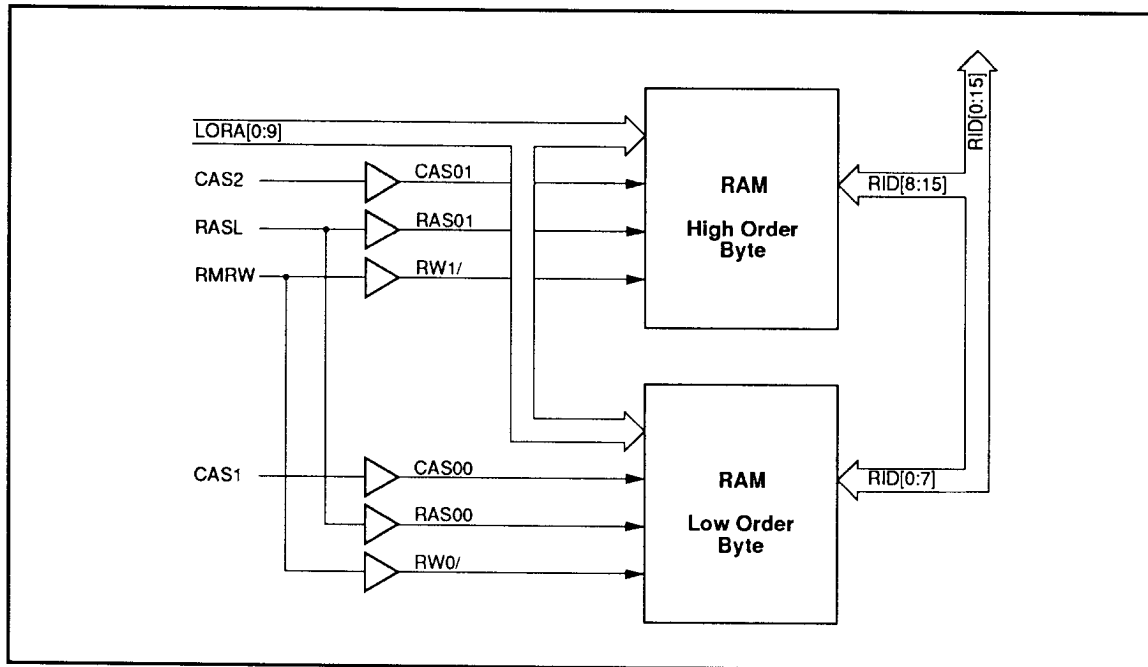 LORA[0:9]
CAS2
CAS01
RASL
RAS01
RMRW
RW1/
RAM
High Order
Byte
RID[8:15]
RID[0:15]
CAS1
CAS00
RAS00
RW0/
RAM
Low Order
Byte
RID[0:7]